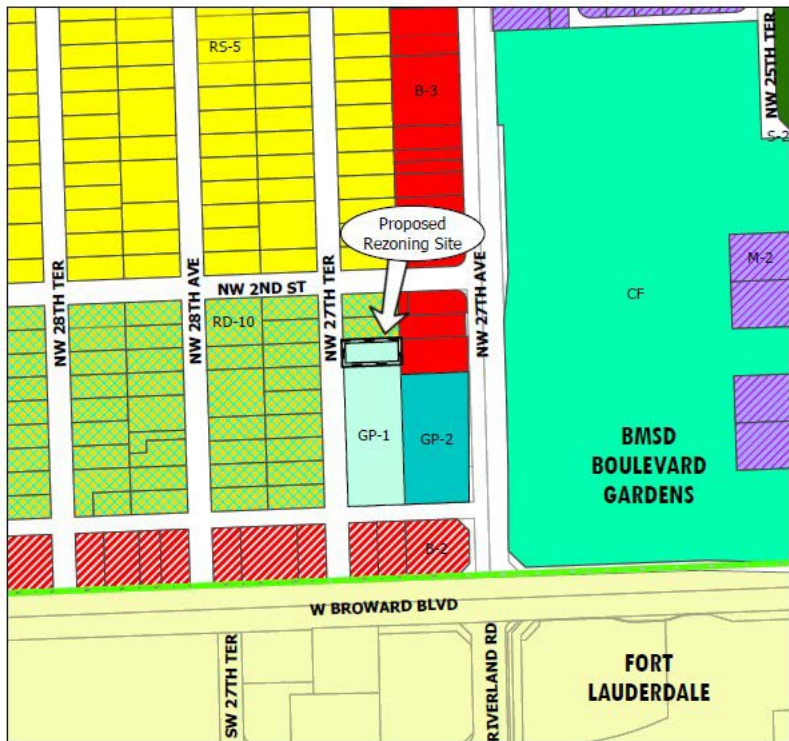 RS-5
B-3
NW 25TH TER
S-2
Proposed
Rezoning Site
M-2
CF
NW 28TH TER
NW 28TH AVE
NW 2ND ST
NW 27TH TER
NW 27TH AVE
RD-10
GP-1
GP-2
BMSD
BOULEVARD
GARDENS
B-2
W BROWARD BLVD
SW 27TH TER
RIVERLAND RD
FORT
LAUDERDALE